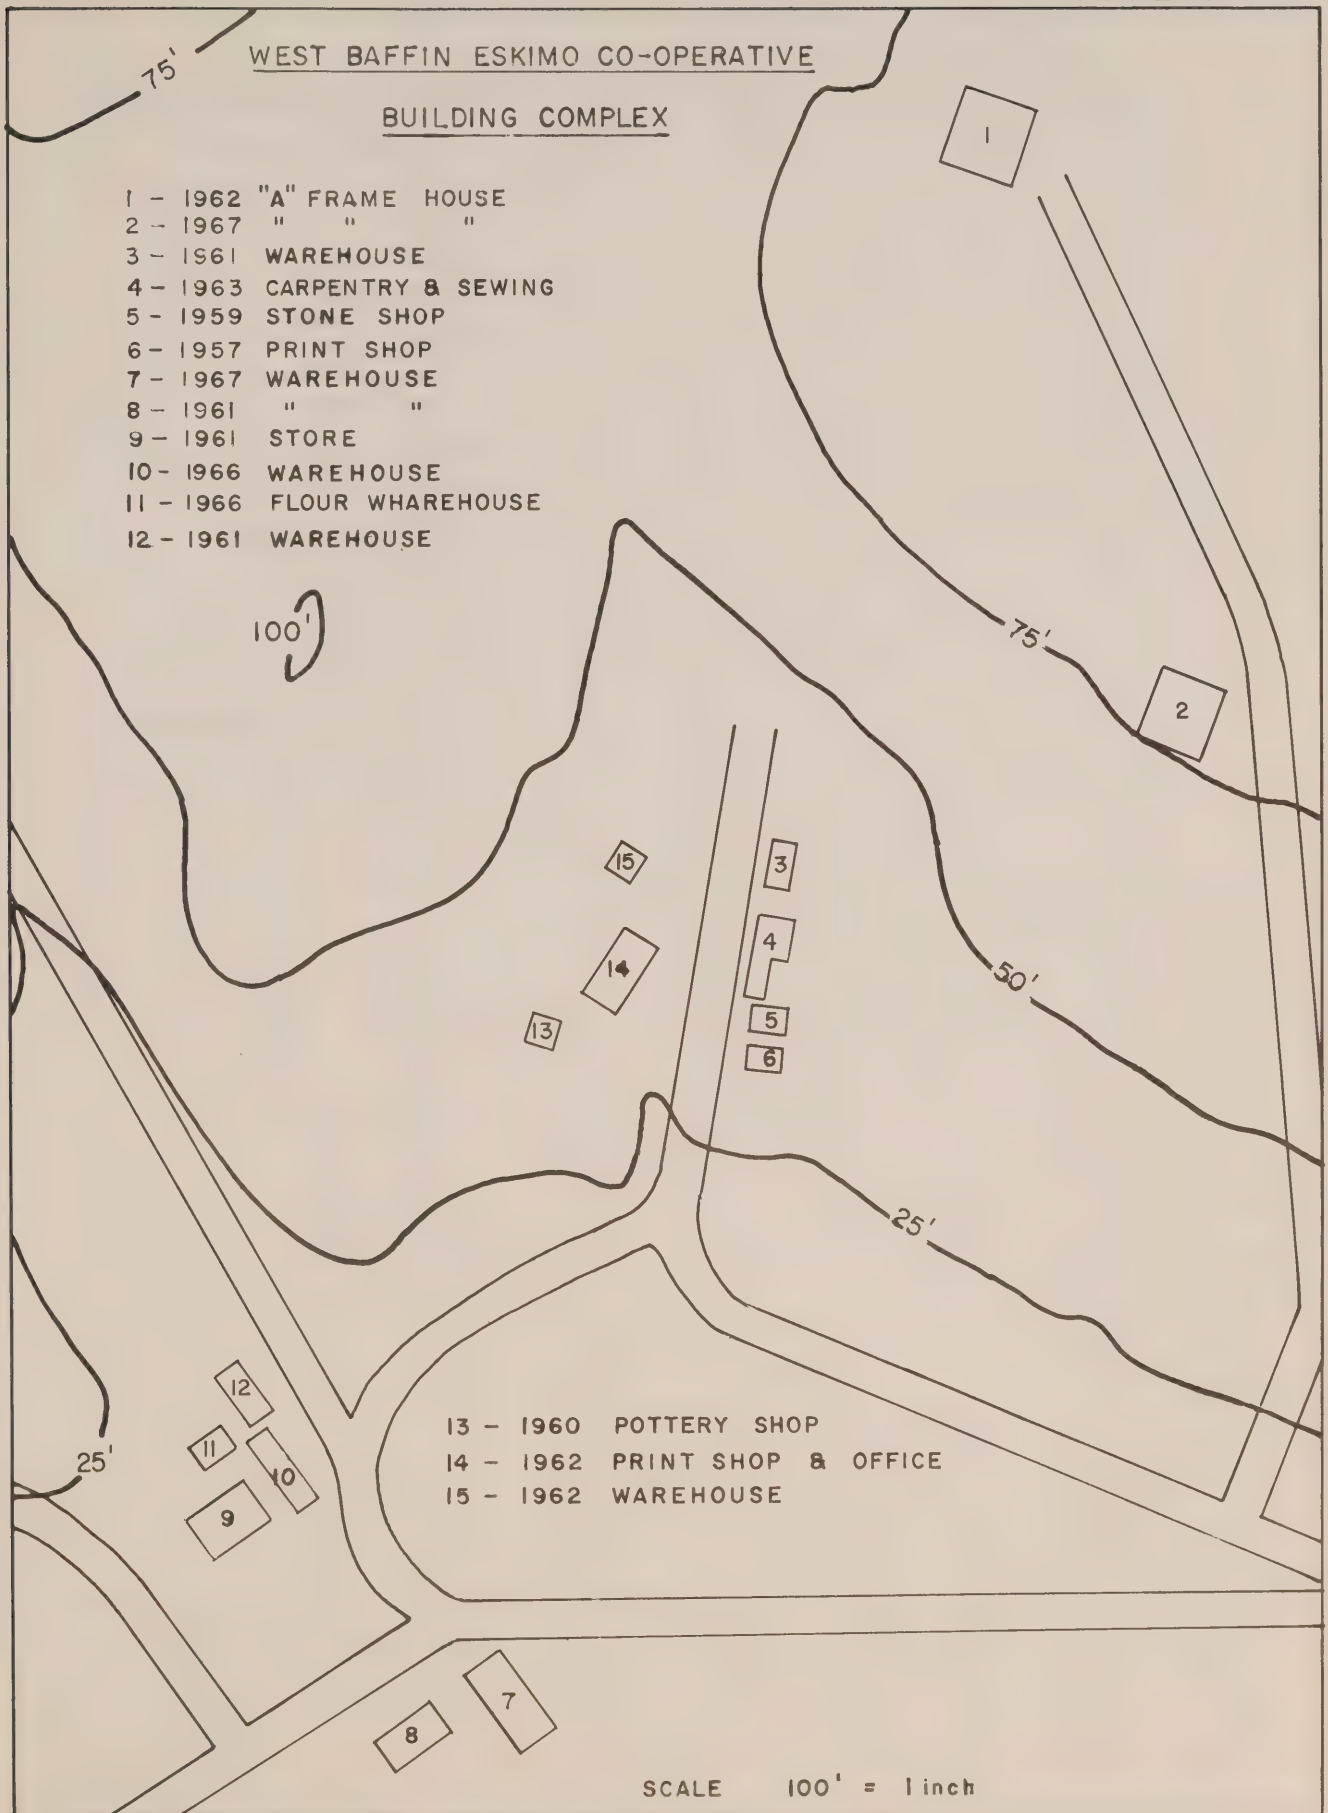 75'
WEST BAFFIN ESKIMO CO-OPERATIVE
BUILDING COMPLEX
1 - 1962 "A" FRAME HOUSE
2 - 1967 " " "
3 - 1961 WAREHOUSE
4 - 1963 CARPENTRY & SEWING
5 - 1959 STONE SHOP
6 - 1957 PRINT SHOP
7 - 1967 WAREHOUSE
8 - 1961 " "
9 - 1961 STORE
10 - 1966 WAREHOUSE
11 - 1966 FLOUR WHAREHOUSE
12 - 1961 WAREHOUSE
1
100'
75'
2
15
3
4
14
50'
5
13
6
25'
12
11
25'
10
9
13 - 1960 POTTERY SHOP
14 - 1962 PRINT SHOP & OFFICE
15 - 1962 WAREHOUSE
7
8
SCALE 100' = 1 inch